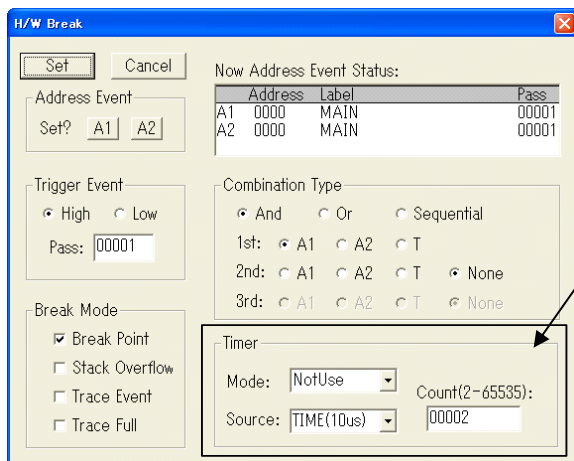 H/W Break
Set Cancel
Now Address Event Status:
Address Label Pass
A1 0000 MAIN 00001
A2 0000 MAIN 00001
Address Event
Set? A1 A2
Trigger Event
High Low
Pass: 00001
Combination Type
And Or Sequential
1st: A1 A2 T
2nd: A1 A2 T None
3rd: A1 A2 T None
Break Mode
Break Point
Stack Overflow
Trace Event
Trace Full
Timer
Mode: NotUse
Count(2-65535):
Source: TIME(10us) 00002